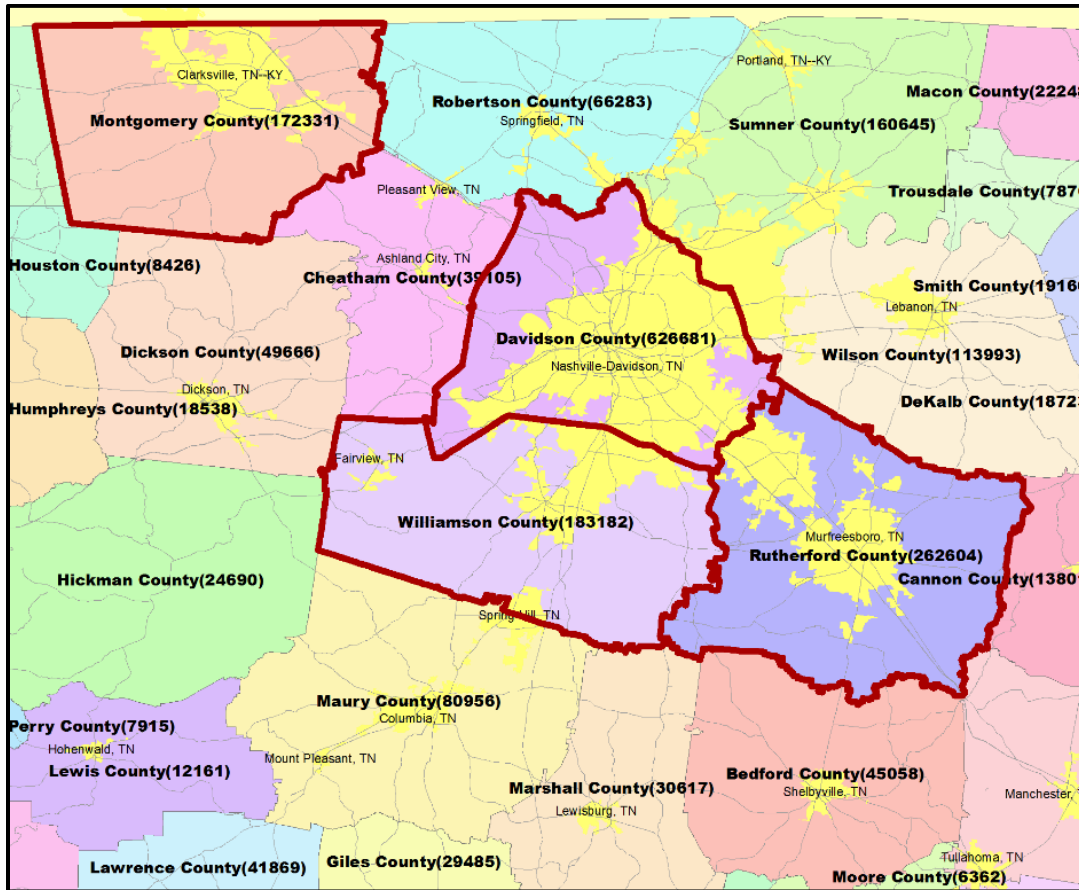 Clarksville, TN--KY
Montgomery County(172331)
Robertson County(66283)
Springfield, TN
Portland, TN--KY
Macon County(2224
Sumner County(160645)
Trousdale County(787
Pleasant View, TN
Houston County(8426)
Ashland City, TN
Cheatham County(39105)
Smith County(1916
Lebanon, TN
Dickson County(49666)
Davidson County(626681)
Nashville-Davidson, TN
Wilson County(113993)
Dickson, TN
Humphreys County(18538)
DeKalb County(1872
Fairview, TN
Williamson County(183182)
Murfreesboro, TN
Rutherford County(262604)
Hickman County(24690)
Cannon County(1380
Spring Hill, TN
Maury County(80956)
Columbia, TN
Perry County(7915)
Hohenwald, TN
Lewis County(12161)
Mount Pleasant, TN
Marshall County(30617)
Lewisburg, TN
Bedford County(45058)
Shelbyville, TN
Manchester,
Lawrence County(41869)
Giles County(29485)
Tullahoma, TN
Moore County(6362)